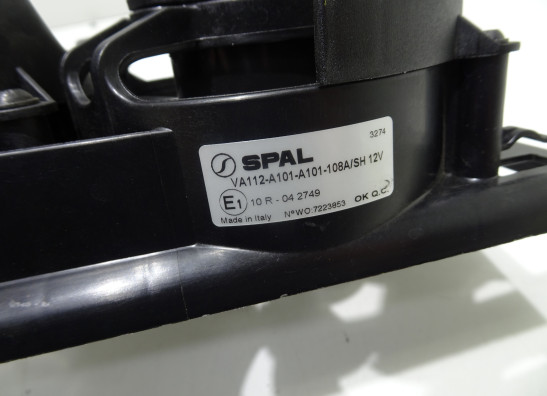 3274
SPAL
VA112-A101-A101-108A/SH 12V
E1 10 R - 04 2749
Made in Italy N°WO:7223853 OK Q.C.